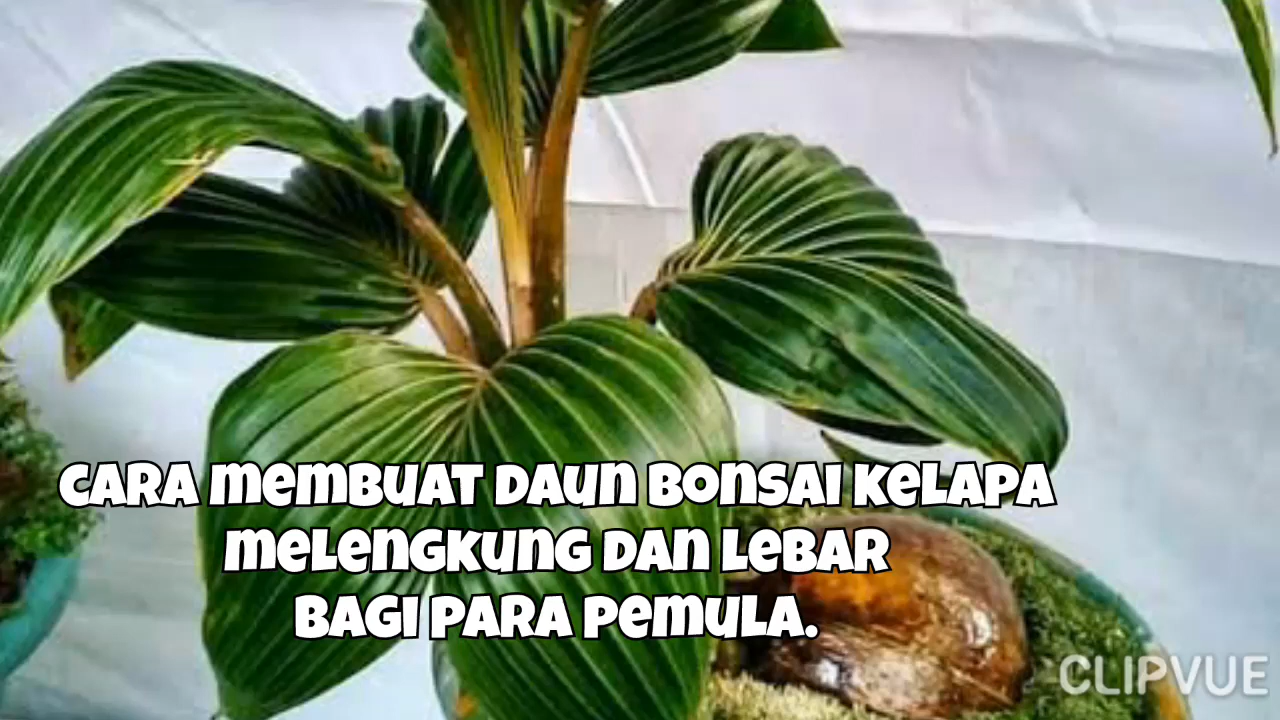 CARA MEMBUAT DAUN BONSAI KELAPA
MELENGKUNG DAN LEBAR
BAGI PARA PEMULA.
CLIPVUE